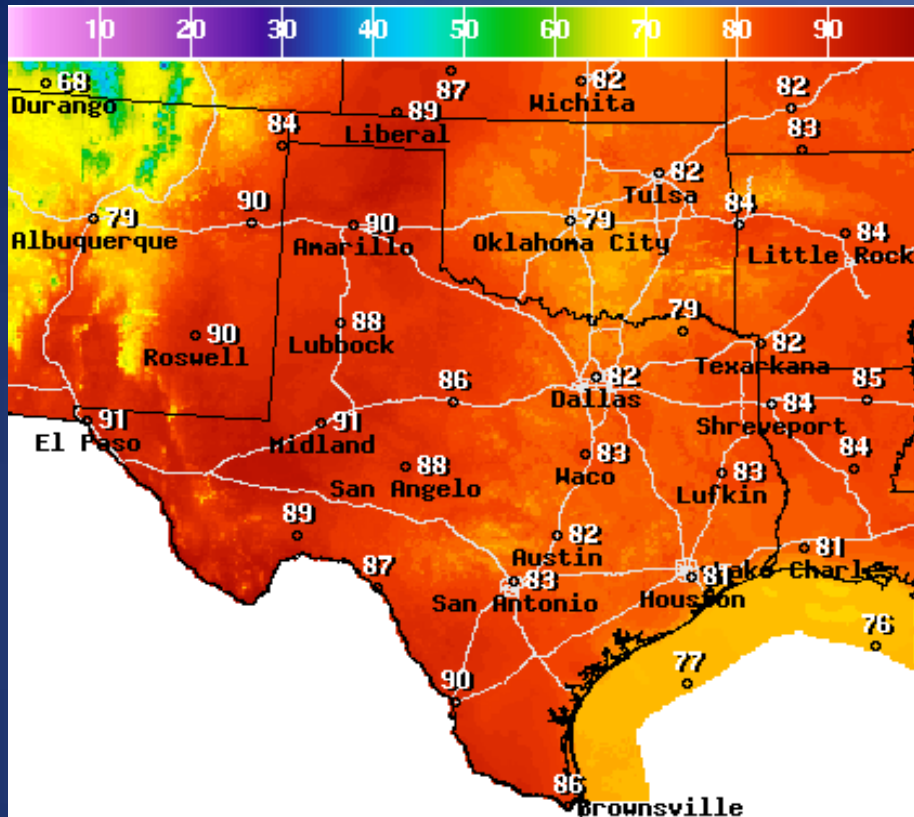 10 20 30 40 50 60 70 80 90
68 87 82 82
Durango Wichita
89
Liberal
84 83
82
Tulsa
79 90 90 79 84 84
Albuquerque Amarillo Oklahoma City Little Rock
90 88 79 82
Roswell Lubbock Texarkana
86 82 85
Dallas
91 91 84
El Paso Midland Shreveport
88 83 83 84
San Angelo Waco Lufkin
89 82 81
Austin
87 83 81 Lake Charles
San Antonio Houston
76
90 77
86
Brownsville